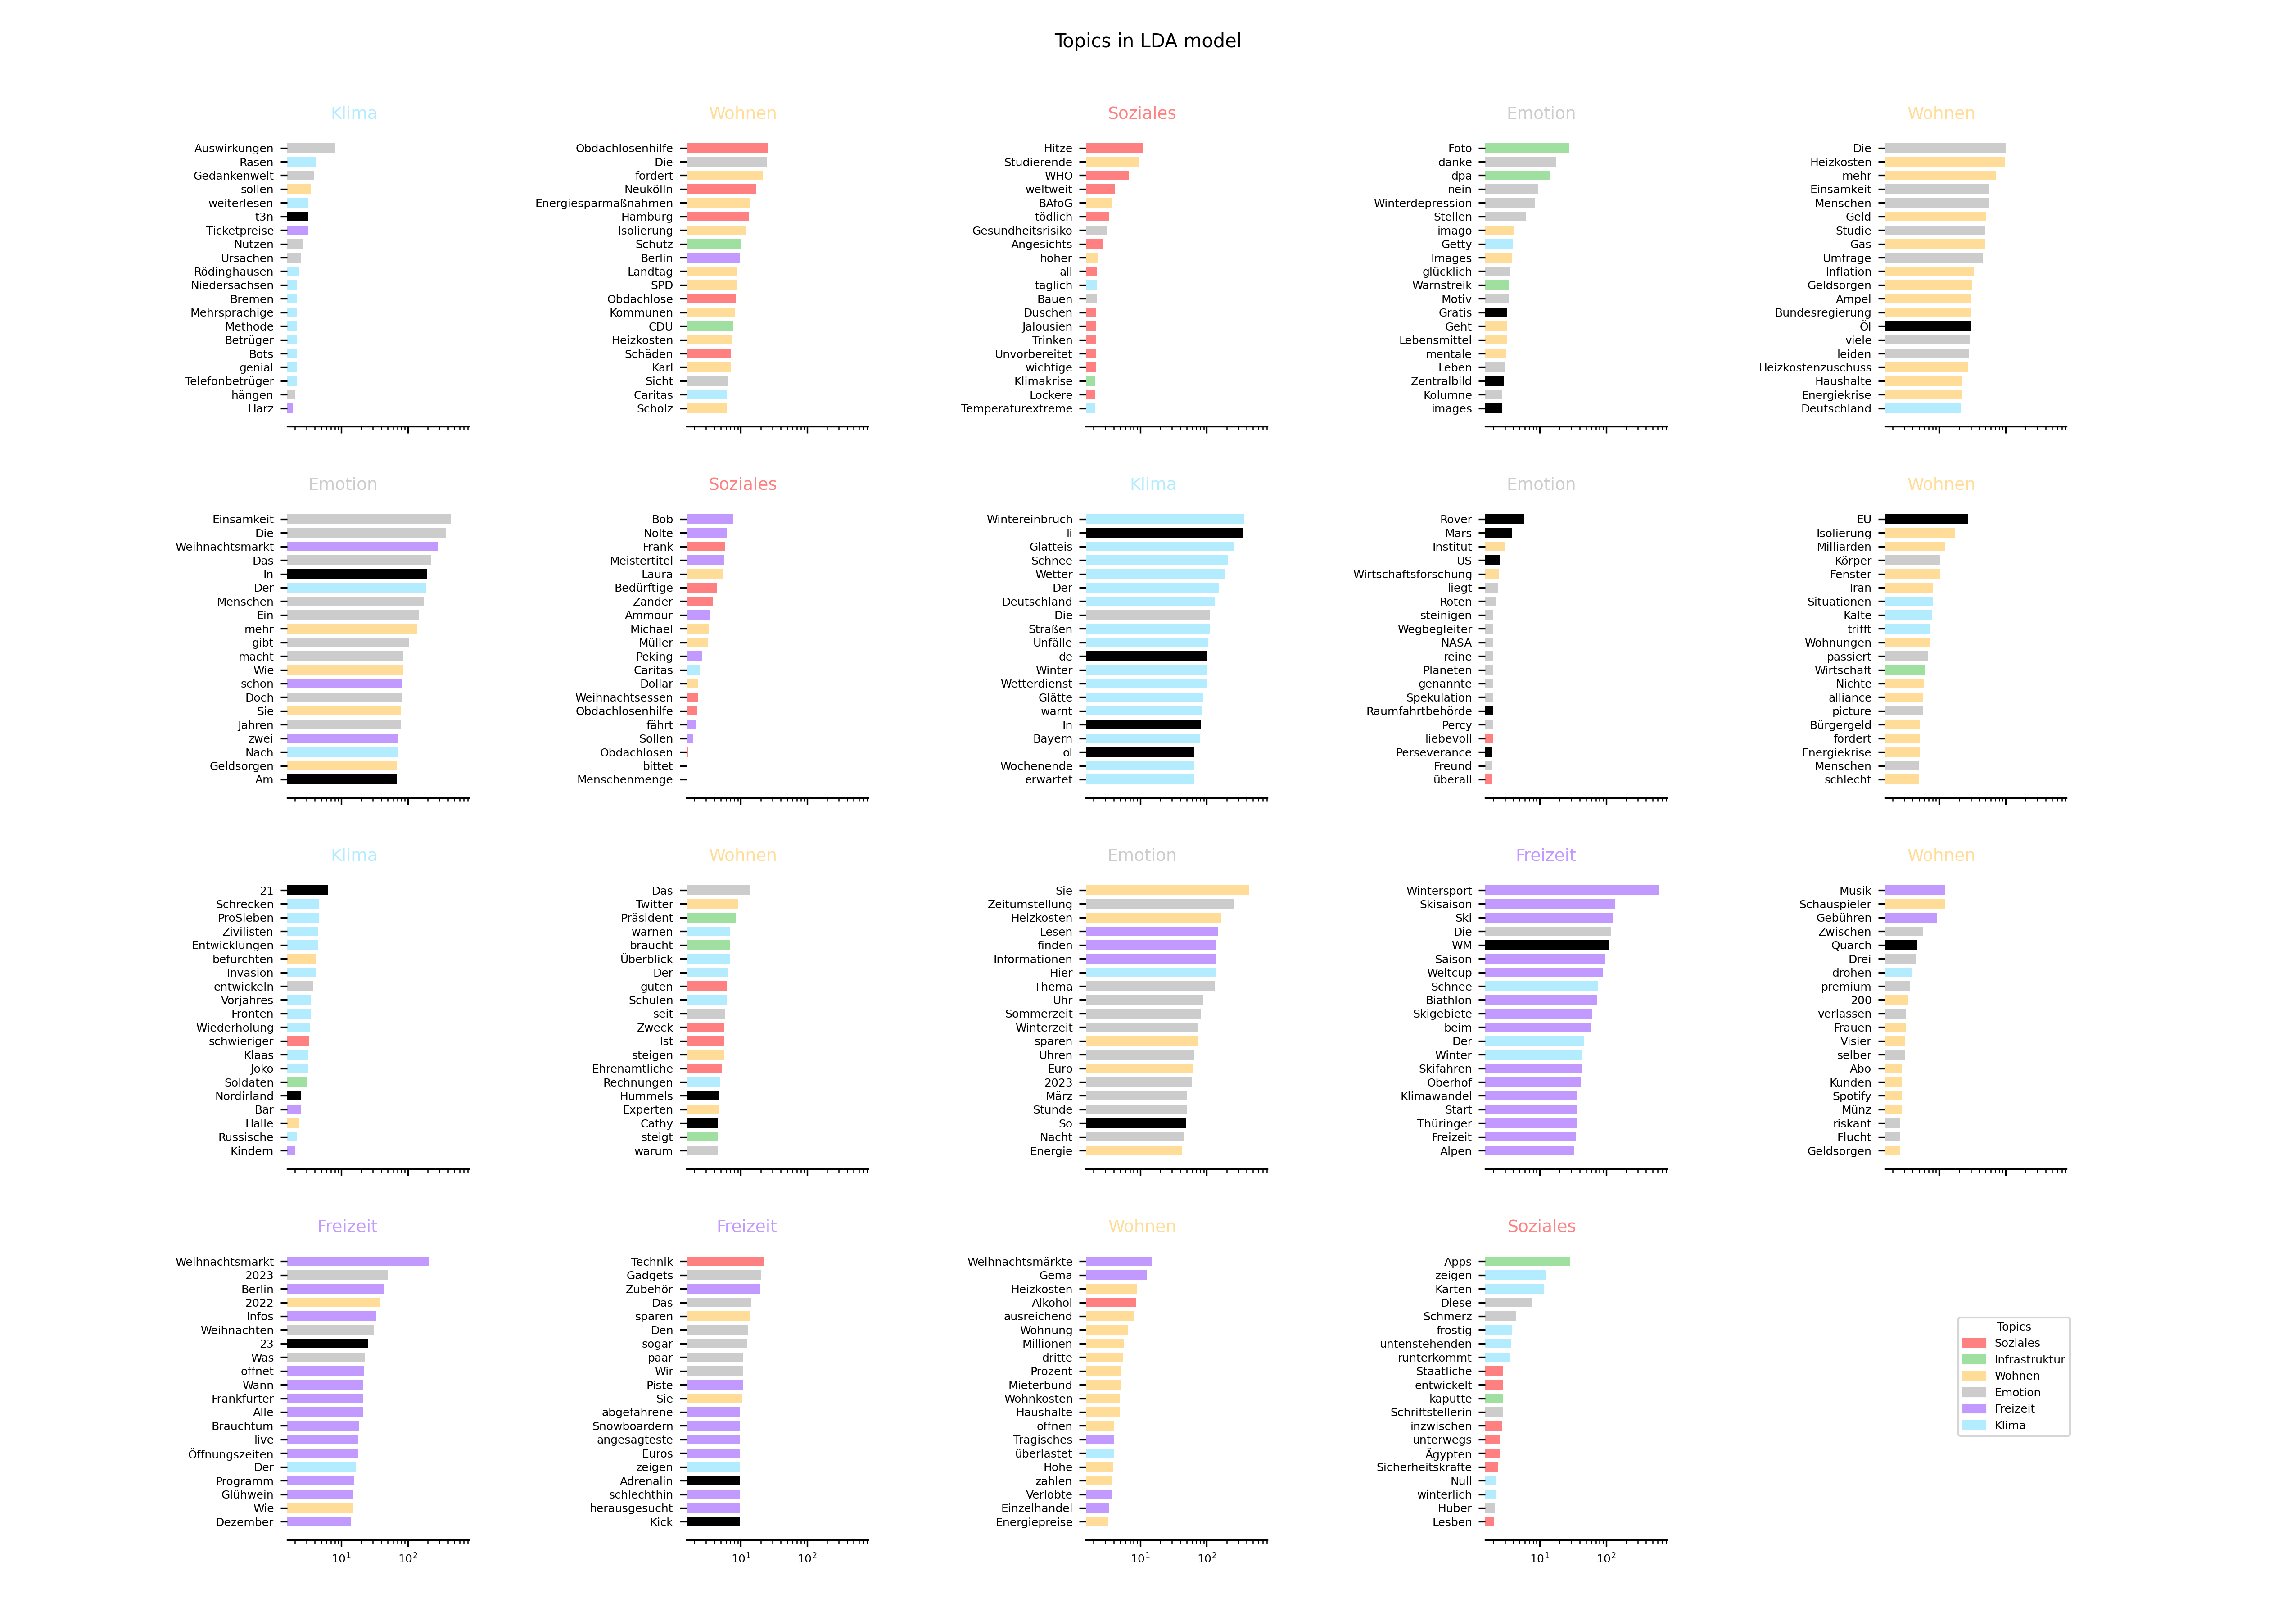 Topics in LDA model
Klima
Auswirkungen
Rasen
Gedankenwelt
sollen
weiterlesen
t3n
Ticketpreise
Nutzen
Ursachen
Rödinghausen
Niedersachsen
Bremen
Mehrsprachige
Methode
Betrüger
Bots
genial
Telefonbetrüger
hängen
Harz
Wohnen
Obdachlosenhilfe
Die
fordert
Neukölln
Energiesparmaßnahmen
Hamburg
Isolierung
Schutz
Berlin
Landtag
SPD
Obdachlose
Kommunen
CDU
Heizkosten
Schäden
Karl
Sicht
Caritas
Scholz
Soziales
Hitze
Studierende
WHO
weltweit
BAföG
tödlich
Gesundheitsrisiko
Angesichts
hoher
all
täglich
Bauen
Duschen
Jalousien
Trinken
Unvorbereitet
wichtige
Klimakrise
Lockere
Temperaturextreme
Emotion
Foto
danke
dpa
nein
Winterdepression
Stellen
imago
Getty
Images
glücklich
Warnstreik
Motiv
Gratis
Geht
Lebensmittel
mentale
Leben
Zentralbild
Kolumne
images
Wohnen
Die
Heizkosten
mehr
Einsamkeit
Menschen
Geld
Studie
Gas
Umfrage
Inflation
Geldsorgen
Ampel
Bundesregierung
Öl
viele
leiden
Heizkostenzuschuss
Haushalte
Energiekrise
Deutschland
Emotion
Einsamkeit
Die
Weihnachtsmarkt
Das
In
Der
Menschen
Ein
mehr
gibt
macht
Wie
schon
Doch
Sie
Jahren
zwei
Nach
Geldsorgen
Am
Soziales
Bob
Nolte
Frank
Meistertitel
Laura
Bedürftige
Zander
Ammour
Michael
Müller
Peking
Caritas
Dollar
Weihnachtsessen
Obdachlosenhilfe
fährt
Sollen
Obdachlosen
bittet
Menschenmenge
Klima
Wintereinbruch
li
Glatteis
Schnee
Wetter
Der
Deutschland
Die
Straßen
Unfälle
de
Winter
Wetterdienst
Glätte
warnt
In
Bayern
ol
Wochenende
erwartet
Emotion
Rover
Mars
Institut
US
Wirtschaftsforschung
liegt
Roten
steinigen
Wegbegleiter
NASA
reine
Planeten
genannte
Spekulation
Raumfahrtbehörde
Percy
liebevoll
Perseverance
Freund
überall
Wohnen
EU
Isolierung
Milliarden
Körper
Fenster
Iran
Situationen
Kälte
trifft
Wohnungen
passiert
Wirtschaft
Nichte
alliance
picture
Bürgergeld
fordert
Energiekrise
Menschen
schlecht
Klima
21
Schrecken
ProSieben
Zivilisten
Entwicklungen
befürchten
Invasion
entwickeln
Vorjahres
Fronten
Wiederholung
schwieriger
Klaas
Joko
Soldaten
Nordirland
Bar
Halle
Russische
Kindern
Wohnen
Das
Twitter
Präsident
warnen
braucht
Überblick
Der
guten
Schulen
seit
Zweck
Ist
steigen
Ehrenamtliche
Rechnungen
Hummels
Experten
Cathy
steigt
warum
Emotion
Sie
Zeitumstellung
Heizkosten
Lesen
finden
Informationen
Hier
Thema
Uhr
Sommerzeit
Winterzeit
sparen
Uhren
Euro
2023
März
Stunde
So
Nacht
Energie
Freizeit
Wintersport
Skisaison
Ski
Die
WM
Saison
Weltcup
Schnee
Biathlon
Skigebiete
beim
Der
Winter
Skifahren
Oberhof
Klimawandel
Start
Thüringer
Freizeit
Alpen
Wohnen
Musik
Schauspieler
Gebühren
Zwischen
Quarch
Drei
drohen
premium
200
verlassen
Frauen
Visier
selber
Abo
Kunden
Spotify
Münz
riskant
Flucht
Geldsorgen
Freizeit
Weihnachtsmarkt
2023
Berlin
2022
Infos
Weihnachten
23
Was
öffnet
Wann
Frankfurter
Alle
Brauchtum
live
Öffnungszeiten
Der
Programm
Glühwein
Wie
Dezember
10¹ 10²
Freizeit
Technik
Gadgets
Zubehör
Das
sparen
Den
sogar
paar
Wir
Piste
Sie
abgefahrene
Snowboardern
angesagteste
Euros
zeigen
Adrenalin
schlechthin
herausgesucht
Kick
10¹ 10²
Wohnen
Weihnachtsmärkte
Gema
Heizkosten
Alkohol
ausreichend
Wohnung
Millionen
dritte
Prozent
Mieterbund
Wohnkosten
Haushalte
öffnen
Tragisches
überlastet
Höhe
zahlen
Verlobte
Einzelhandel
Energiepreise
10¹ 10²
Soziales
Apps
zeigen
Karten
Diese
Schmerz
frostig
untenstehenden
runterkommt
Staatliche
entwickelt
kaputte
Schriftstellerin
inzwischen
unterwegs
Ägypten
Sicherheitskräfte
Null
winterlich
Huber
Lesben
10¹ 10²
Topics
Soziales
Infrastruktur
Wohnen
Emotion
Freizeit
Klima